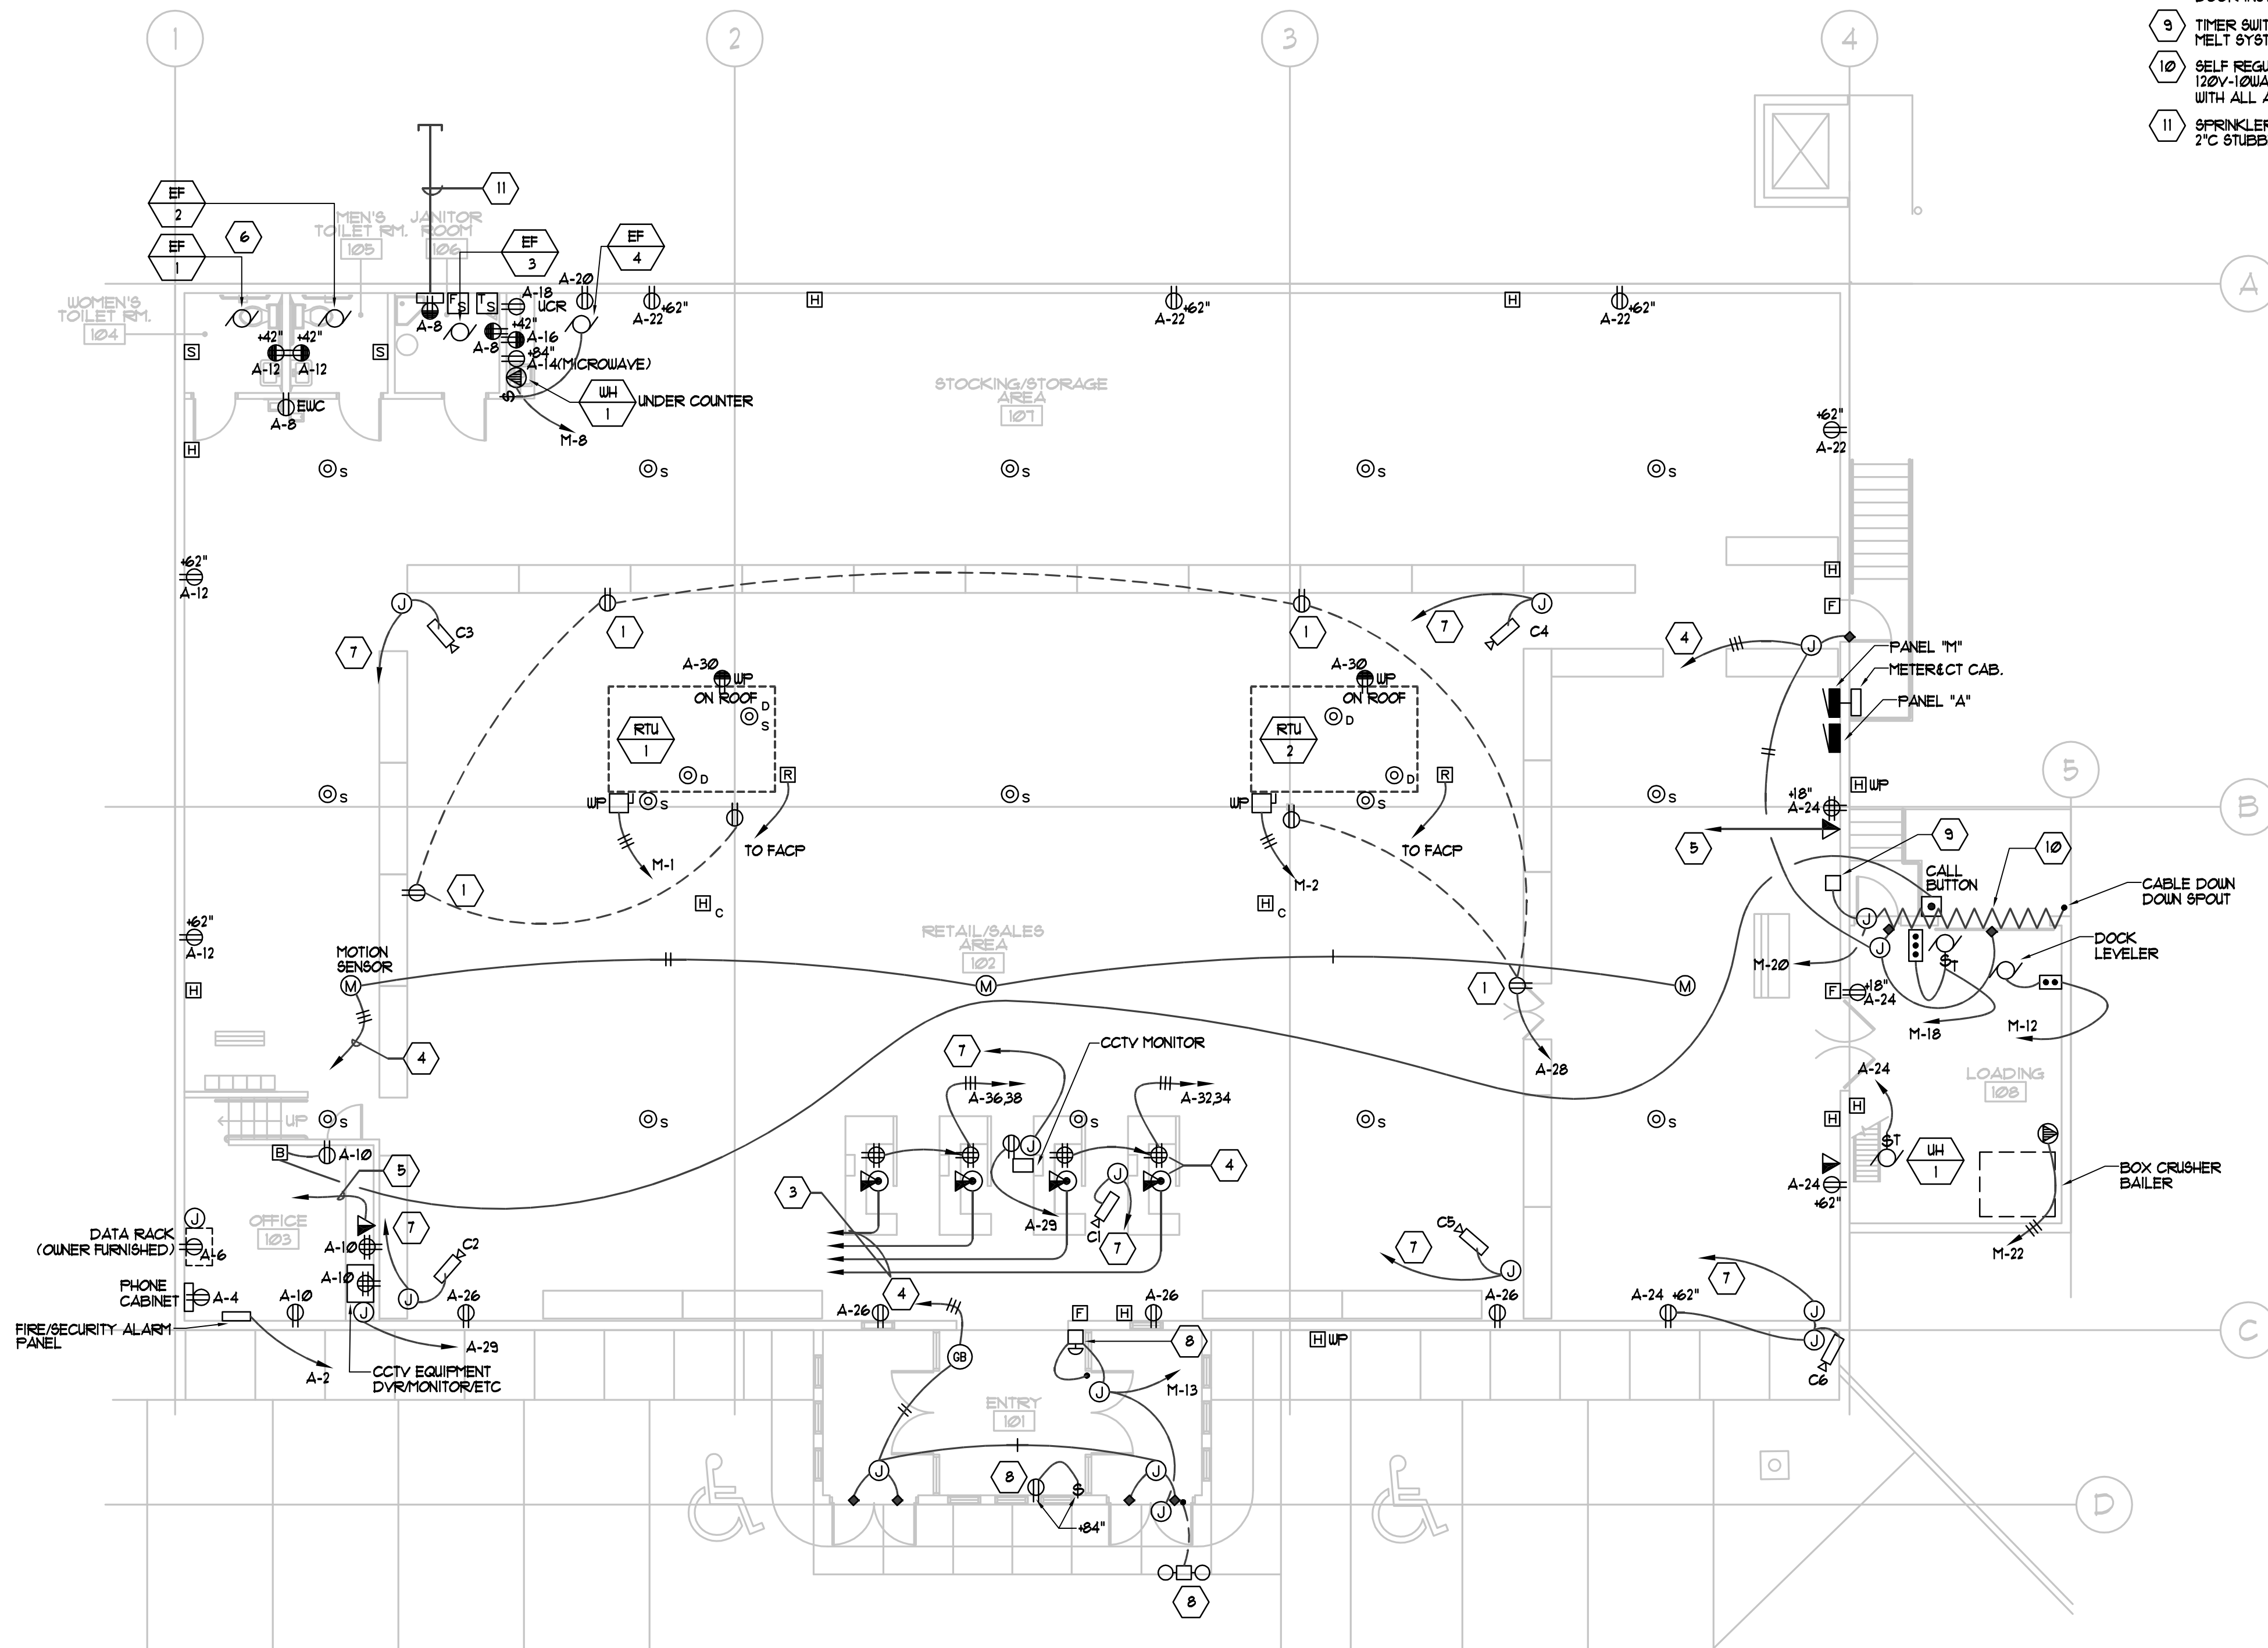 1
2
3
4
DOCK INS
9 TIMER SWIT
MELT SYST
10 SELF REGU
120V-10WA
WITH ALL A
11 SPRINKLER
2"C STUBB
11
EF
2
6
EF
1
MEN'S
TOILET RM.
105
JANITOR
ROOM
106
EF
3
EF
4
A
WOMEN'S
TOILET RM.
104
A-20
A-18
UCR
F
S
T
S
A-8
+42"
A-16
A-8
+84"
A-14(MICROWAVE)
+42"
+42"
A-12
A-12
S
S
EWC
A-8
WH
1
UNDER COUNTER
M-8
+62"
A-22
H
+62"
A-22
H
+62"
A-22
STOCKING/STORAGE
AREA
107
+62"
A-22
H
S
S
S
S
S
+62"
A-12
H
F
J
C3
7
1
1
7
J
C4
4
J
PANEL "M"
METER&CT CAB.
PANEL "A"
A-30
WP
ON ROOF
D
S
RTU
1
D
R
WP
J
S
M-1
TO FACP
A-30
WP
ON ROOF
D
RTU
2
D
R
WP
J
S
M-2
TO FACP
5
B
S
S
S
H WP
+18"
A-24
5
9
10
CALL
BUTTON
CABLE DOWN
DOWN SPOUT
DOCK
LEVELER
1
H
C
H
C
+62"
A-12
H
MOTION
SENSOR
M
M
M
RETAIL/SALES
AREA
102
1
A-28
J
J
M-20
$T
F
+18"
A-24
M-18
M-12
4
7
CCTV MONITOR
A-36,38
A-32,34
A-24
LOADING
108
H
H
UP
S
S
S
S
S
B
A-10
5
J
4
3
$T
UH
1
A-24
+62"
BOX CRUSHER
BAILER
M-22
OFFICE
103
7
J
DATA RACK
(OWNER FURNISHED)
A-6
A-10
C2
A-29
J
C1
7
C5
7
J
7
J
PHONE
CABINET
A-4
A-10
A-10
A-26
J
J
4
A-26
F
H
A-26
A-26
A-24 +62"
C
FIRE/SECURITY ALARM
PANEL
A-2
A-29
CCTV EQUIPMENT
DVR/MONITOR/ETC
GB
8
H WP
J
C6
J
M-13
ENTRY
101
J
8
$
J
J
+84"
D
8